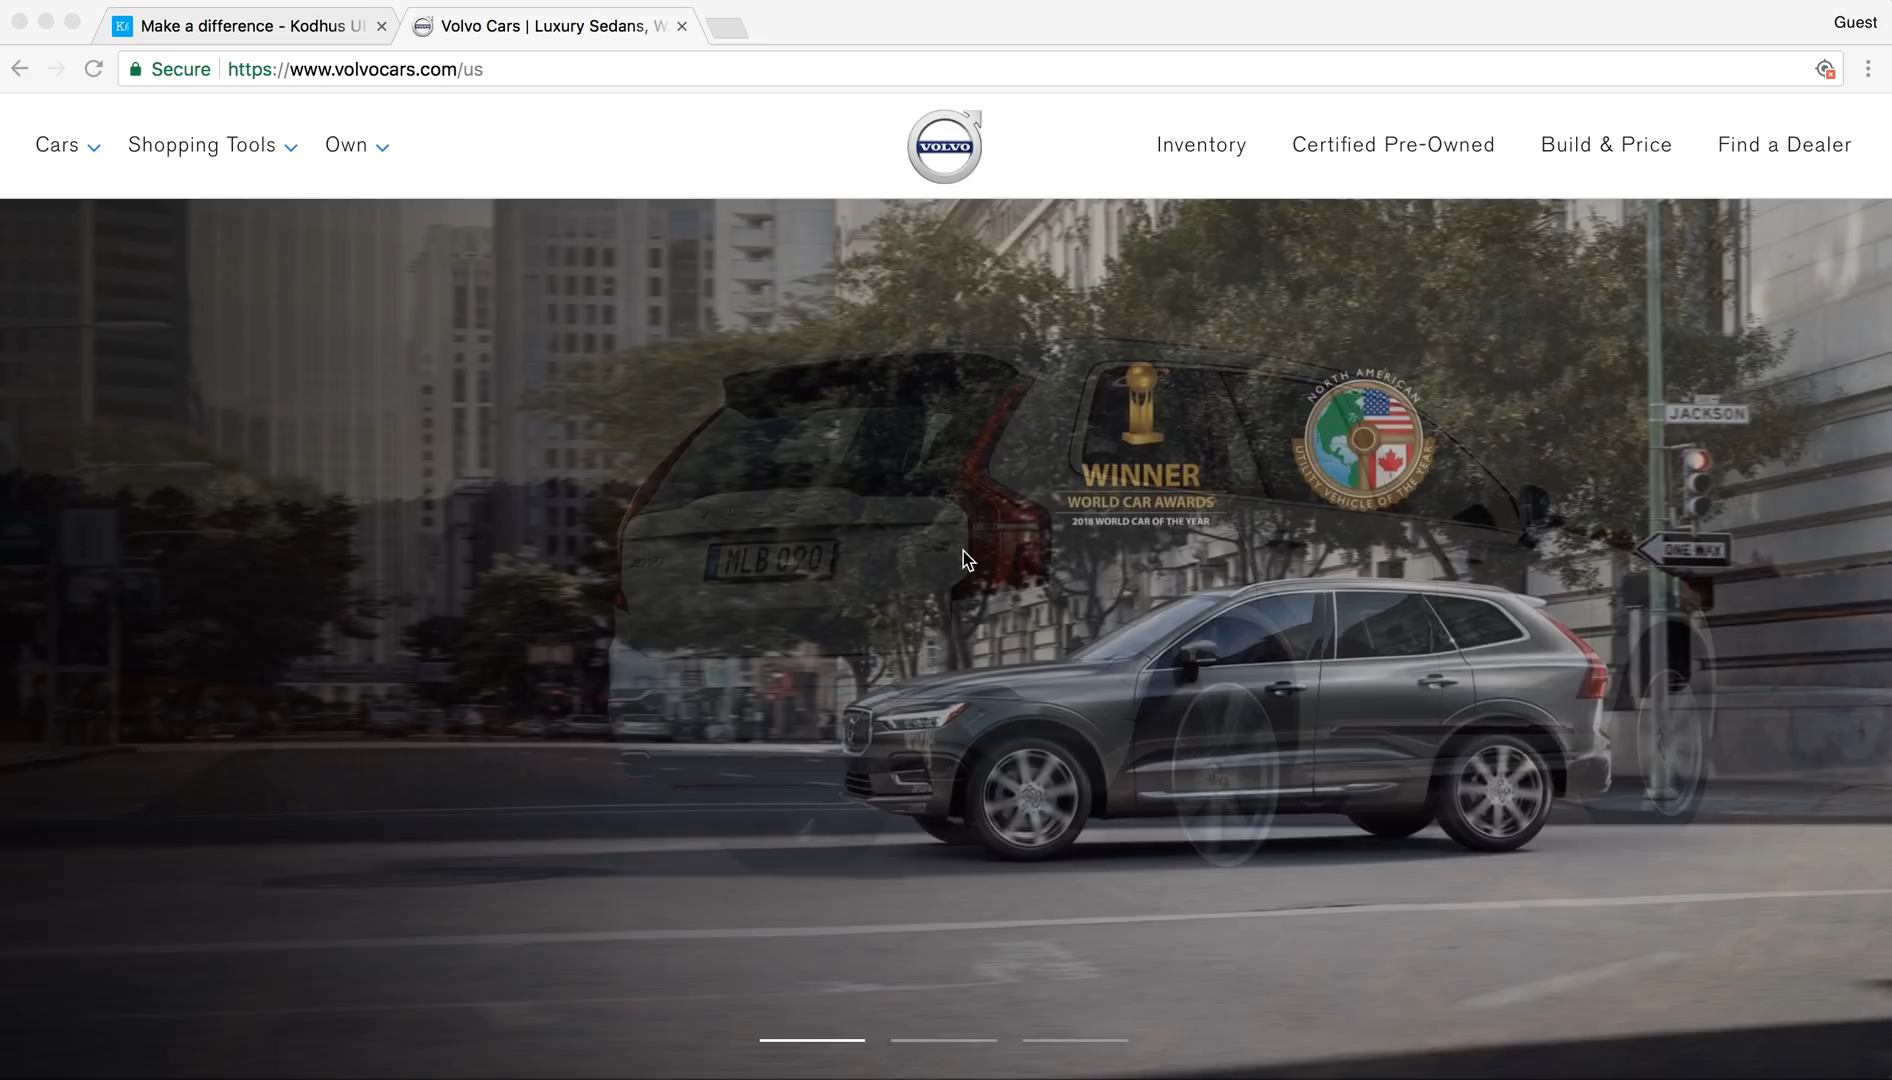 Make a difference - Kodhus UI
Volvo Cars | Luxury Sedans, W
Guest
Secure
https://www.volvocars.com/us
Cars
Shopping Tools
Own
VOLVO
Inventory
Certified Pre-Owned
Build & Price
Find a Dealer
NORTH AMERICAN
UTILITY VEHICLE OF THE YEAR
WINNER
WORLD CAR AWARDS
2018 WORLD CAR OF THE YEAR
JACKSON
ONE WAY
MLB 090